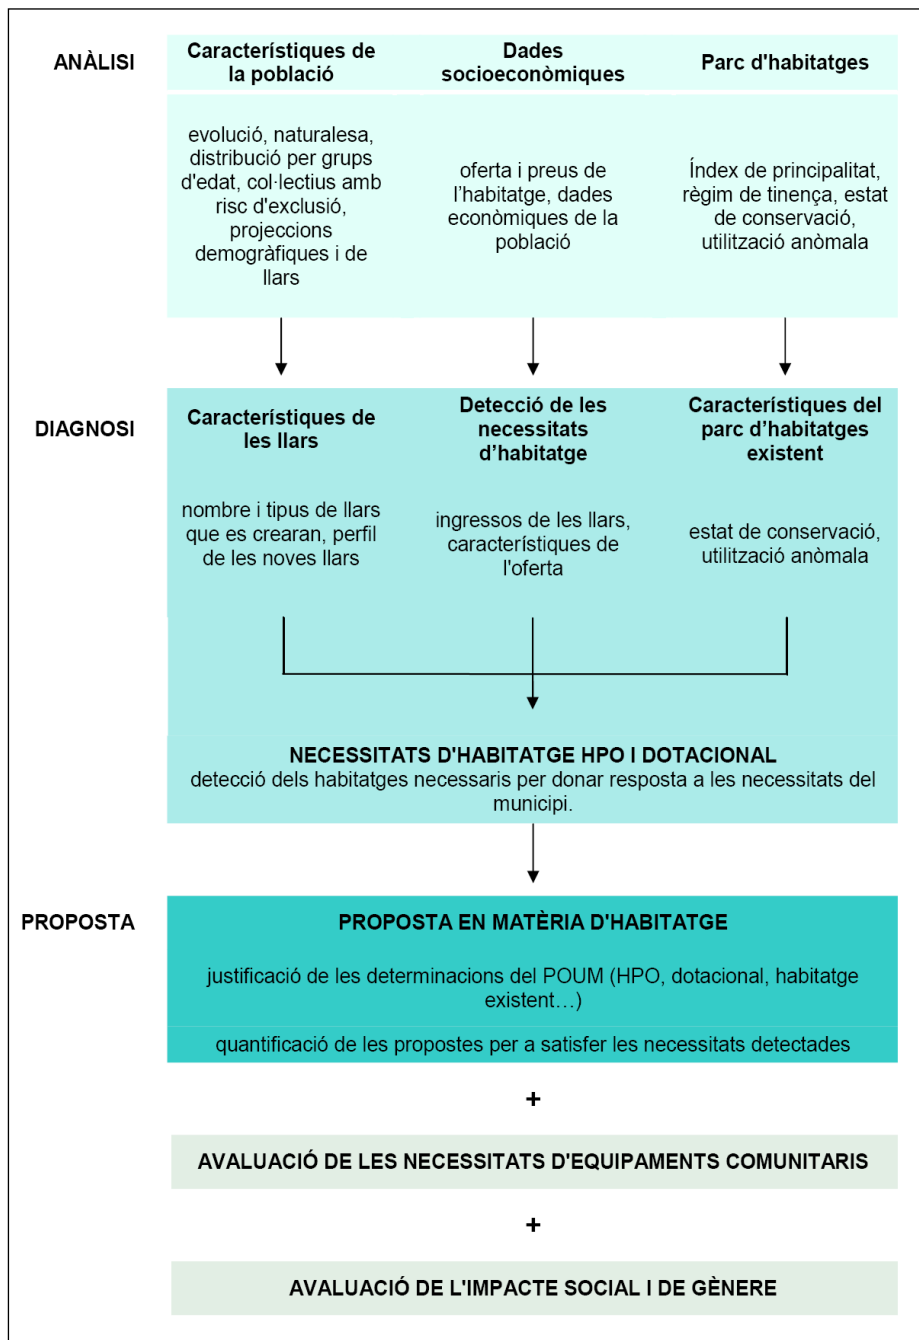 ANÀLISI
Característiques de
la població
Dades
socioeconòmiques
Parc d'habitatges
evolució, naturalesa,
distribució per grups
d'edat, col·lectius amb
risc d'exclusió,
projeccions
demogràfiques i de
llars
oferta i preus de
l’habitatge, dades
econòmiques de la
població
Índex de principalitat,
règim de tinença, estat
de conservació,
utilització anòmala
DIAGNOSI
Característiques de
les llars
Detecció de les
necessitats
d’habitatge
Característiques del
parc d’habitatges
existent
nombre i tipus de llars
que es crearan, perfil
de les noves llars
ingressos de les llars,
característiques de
l'oferta
estat de conservació,
utilització anòmala
NECESSITATS D'HABITATGE HPO I DOTACIONAL
detecció dels habitatges necessaris per donar resposta a les necessitats del
municipi.
PROPOSTA
PROPOSTA EN MATÈRIA D'HABITATGE
justificació de les determinacions del POUM (HPO, dotacional, habitatge
existent…)
quantificació de les propostes per a satisfer les necessitats detectades
+
AVALUACIÓ DE LES NECESSITATS D'EQUIPAMENTS COMUNITARIS
+
AVALUACIÓ DE L'IMPACTE SOCIAL I DE GÈNERE